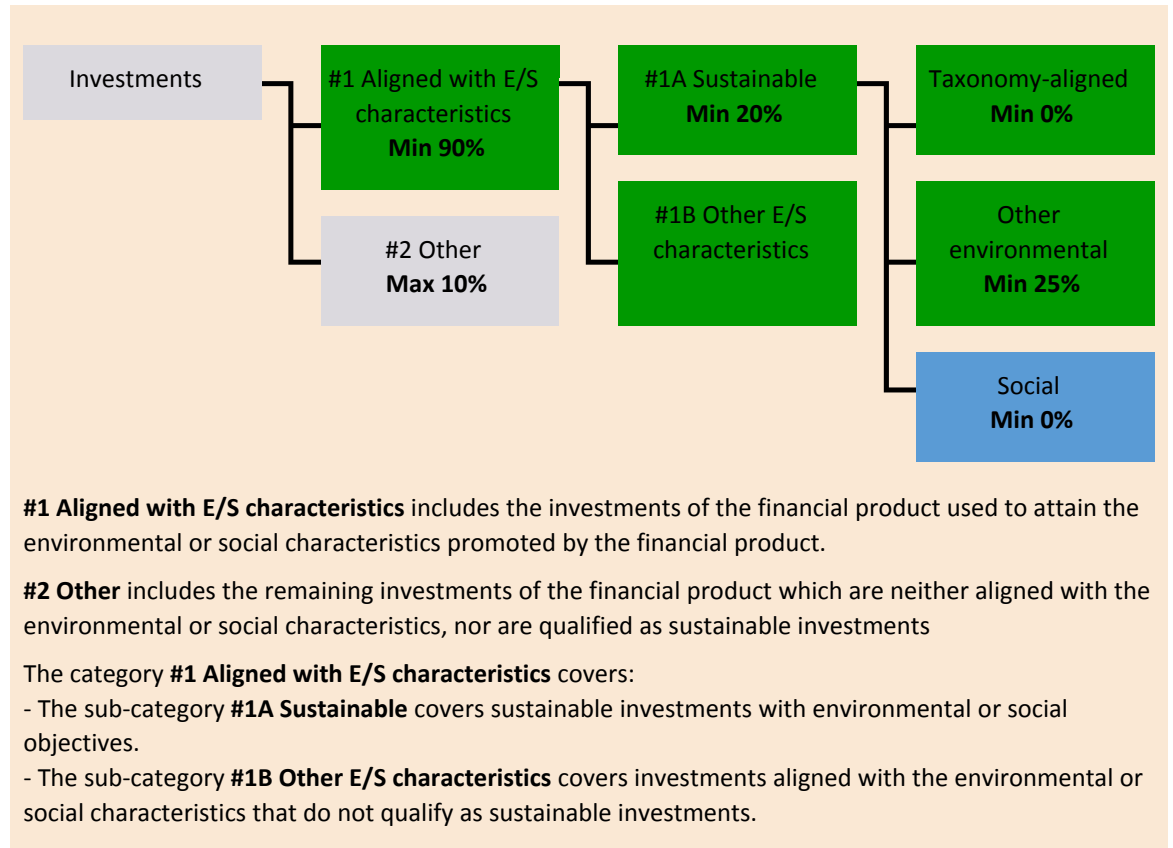 Investments
#1 Aligned with E/S
characteristics
Min 90%
#2 Other
Max 10%
#1A Sustainable
Min 20%
#1B Other E/S
characteristics
Taxonomy-aligned
Min 0%
Other
environmental
Min 25%
Social
Min 0%
#1 Aligned with E/S characteristics includes the investments of the financial product used to attain the
environmental or social characteristics promoted by the financial product.
#2 Other includes the remaining investments of the financial product which are neither aligned with the
environmental or social characteristics, nor are qualified as sustainable investments
The category #1 Aligned with E/S characteristics covers:
- The sub-category #1A Sustainable covers sustainable investments with environmental or social
objectives.
- The sub-category #1B Other E/S characteristics covers investments aligned with the environmental or
social characteristics that do not qualify as sustainable investments.